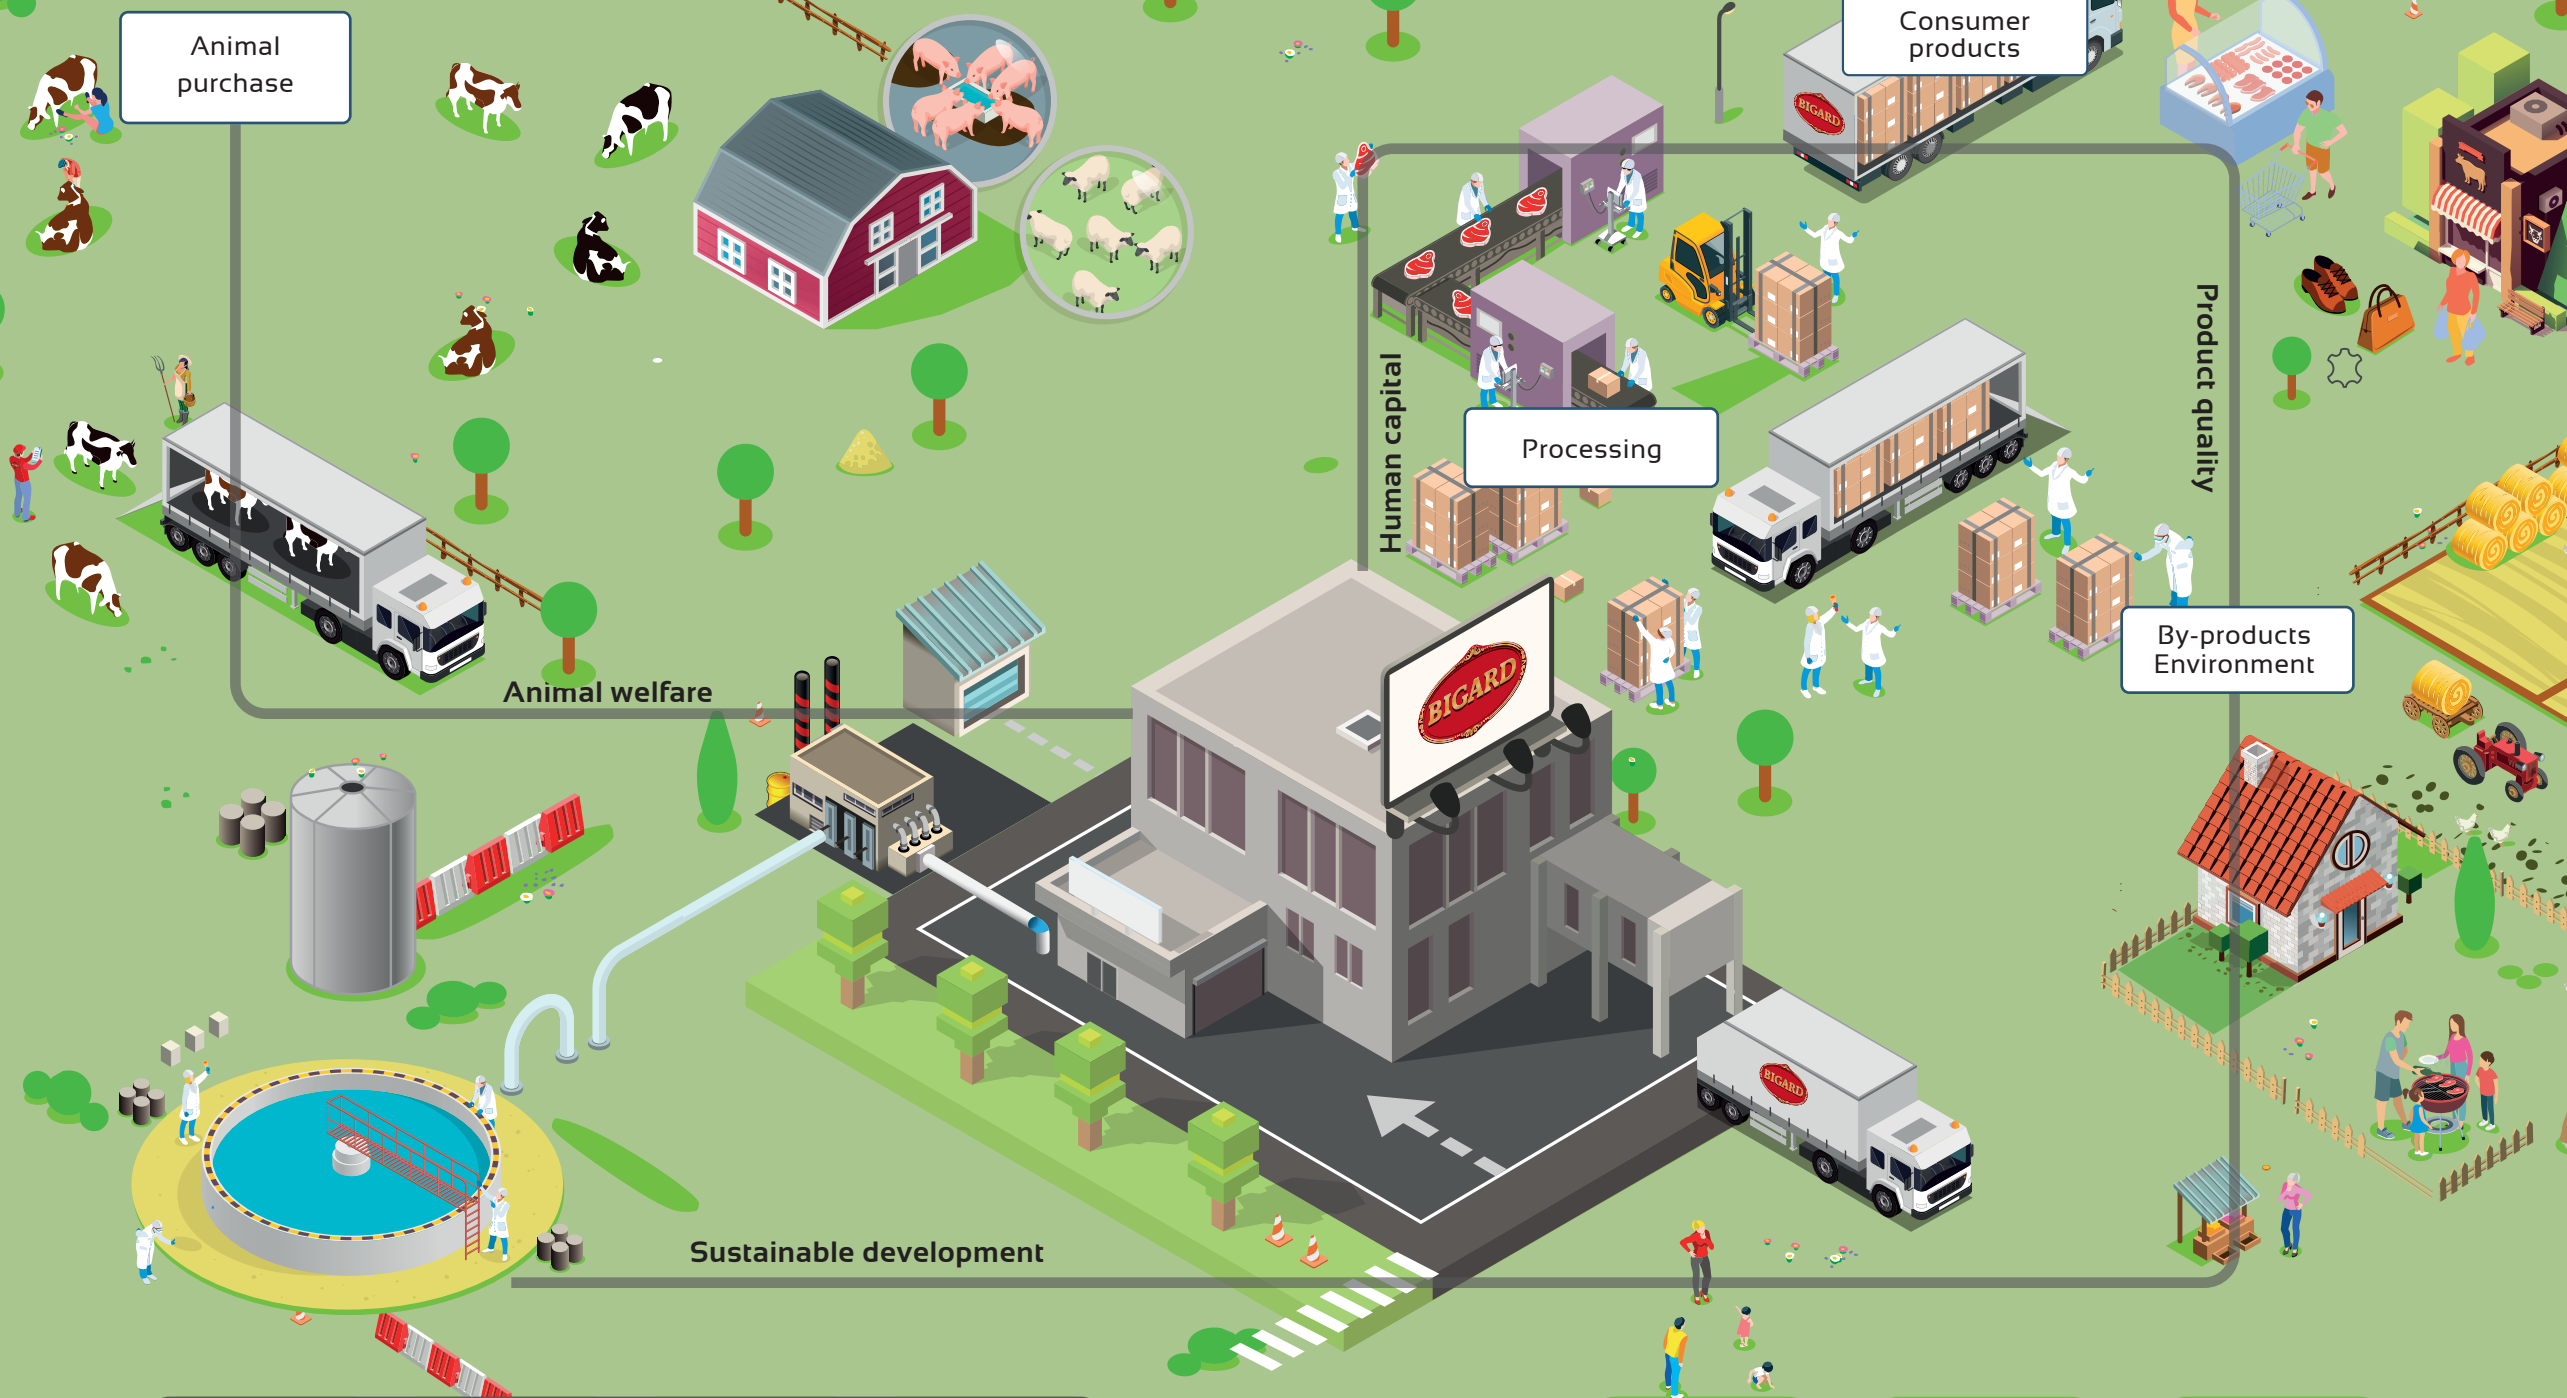 Animal
purchase
Consumer
products
BIGARD
Human capital
Product quality
Processing
By-products
Environment
Animal welfare
BIGARD
BIGARD
Sustainable development